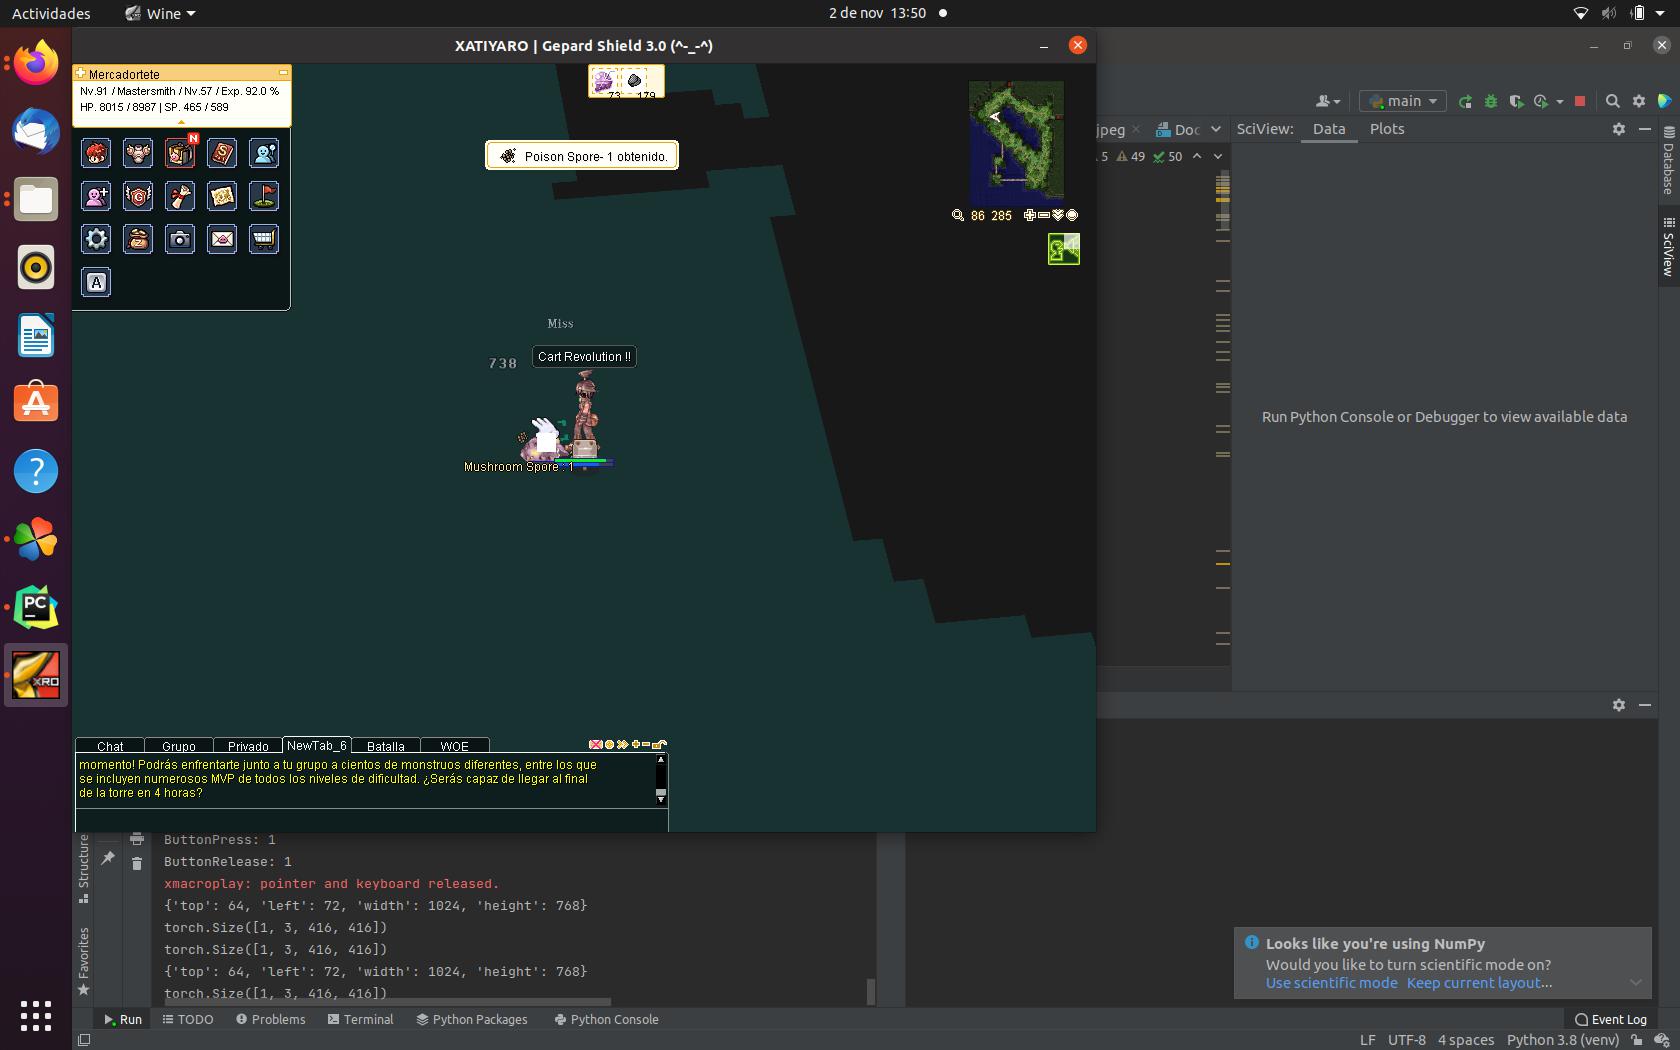 Actividades
Wine
2 de nov 13:50
XATIYARO | Gepard Shield 3.0 (^-_-^)
Mercadortete
Nv.91 / Mastersmith / Nv.57 / Exp. 92.0 %
HP. 8015 / 8987 | SP. 465 / 589
N
G
A
73 179
Poison Spore- 1 obtenido.
86 285
Miss
738
Cart Revolution !!
Mushroom Spore : 1
Chat
Grupo
Privado
NewTab_6
Batalla
WOE
momento! Podrás enfrentarte junto a tu grupo a cientos de monstruos diferentes, entre los que
se incluyen numerosos MVP de todos los niveles de dificultad. ¿Serás capaz de llegar al final
de la torre en 4 horas?
main
jpeg
Doc
SciView:
Data
Plots
5 49 50
Database
SciView
Run Python Console or Debugger to view available data
PC
XRO
Structure
Favorites
ButtonPress: 1
ButtonRelease: 1
xmacroplay: pointer and keyboard released.
{'top': 64, 'left': 72, 'width': 1024, 'height': 768}
torch.Size([1, 3, 416, 416])
torch.Size([1, 3, 416, 416])
{'top': 64, 'left': 72, 'width': 1024, 'height': 768}
torch.Size([1, 3, 416, 416])
Looks like you're using NumPy
Would you like to turn scientific mode on?
Use scientific mode Keep current layout...
Run
TODO
Problems
Terminal
Python Packages
Python Console
Event Log
LF UTF-8 4 spaces Python 3.8 (venv)